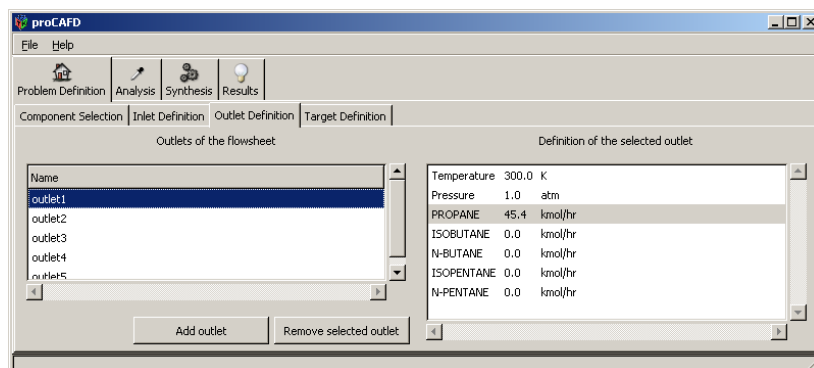 proCAFD
File Help
Problem Definition Analysis Synthesis Results
Component Selection Inlet Definition Outlet Definition Target Definition
Outlets of the flowsheet
Name
outlet1
outlet2
outlet3
outlet4
outlet5
Add outlet Remove selected outlet
Definition of the selected outlet
Temperature 300.0 K
Pressure 1.0 atm
PROPANE 45.4 kmol/hr
ISOBUTANE 0.0 kmol/hr
N-BUTANE 0.0 kmol/hr
ISOPENTANE 0.0 kmol/hr
N-PENTANE 0.0 kmol/hr